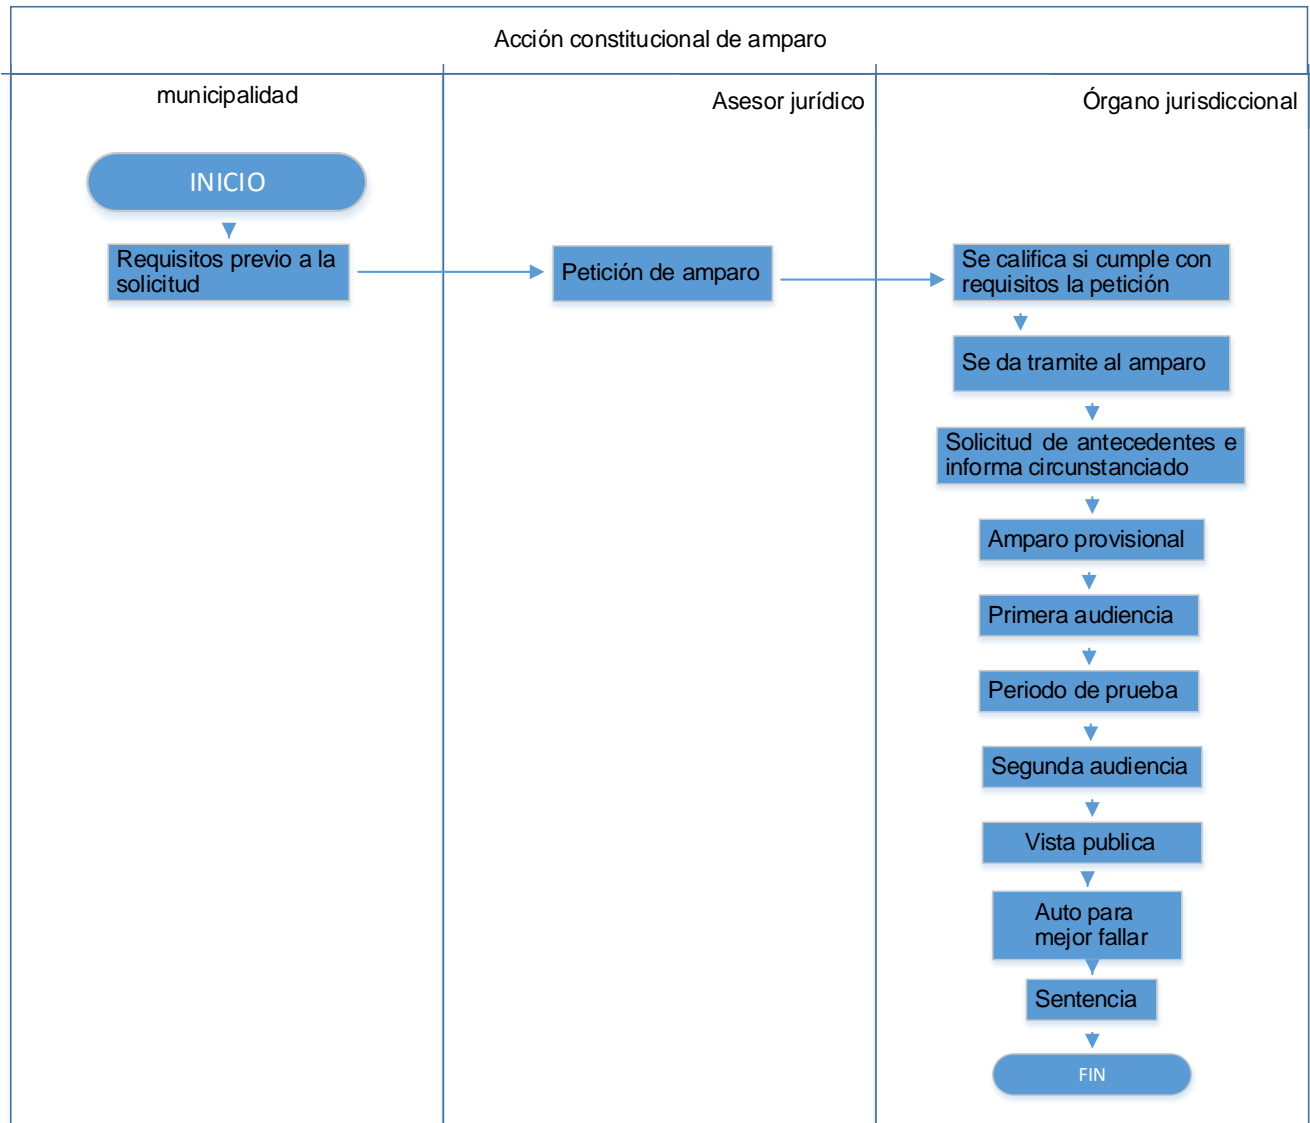 Acción constitucional de amparo
municipalidad
Asesor jurídico
Órgano jurisdiccional
INICIO
Requisitos previo a la
solicitud
Petición de amparo
Se califica si cumple con
requisitos la petición
Se da tramite al amparo
Solicitud de antecedentes e
informa circunstanciado
Amparo provisional
Primera audiencia
Periodo de prueba
Segunda audiencia
Vista publica
Auto para
mejor fallar
Sentencia
FIN